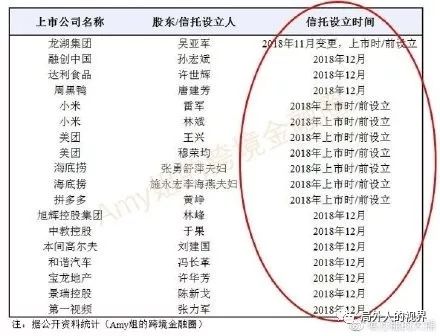 上市公司名称 股东/信托设立人 信托设立时间
龙湖集团 吴亚军 2018年11月变更，上市时/前设立
融创中国 孙宏斌 2018年12月
达利食品 许世辉 2018年12月
周黑鸭 唐建芳 2018年12月
小米 雷军 2018年上市时/前设立
小米 林斌 2018年上市时/前设立
美团 王兴 2018年上市时/前设立
美团 穆荣均 2018年上市时/前设立
海底捞 张勇舒萍夫妇 2018年上市时/前设立
海底捞 施永宏李海燕夫妇 2018年上市时/前设立
拼多多 黄峥 2018年上市时/前设立
旭辉控股集团 林峰 2018年12月
中教控股 于果 2018年12月
本间高尔夫 刘建国 2018年12月
和谐汽车 冯长革 2018年12月
宝龙地产 许华芳 2018年12月
景瑞控股 陈新戈 2018年12月
第一视频 张力军 2018年12月
注：据公开资料统计（Amy姐的跨境金融圈）
Amy姐的跨境金融圈
局外人的视界